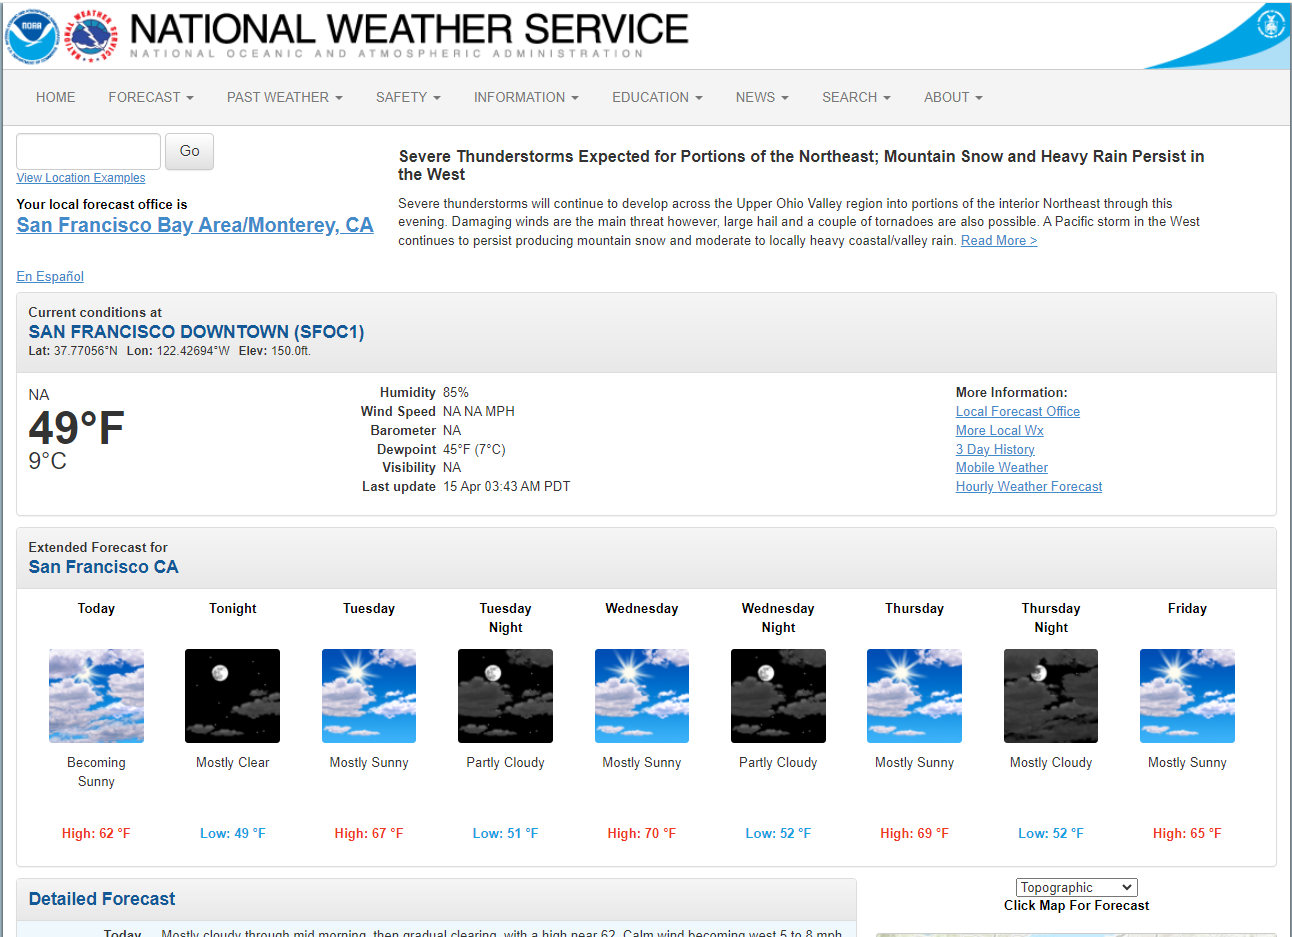 NOAA
NATIONAL WEATHER SERVICE
NATIONAL OCEANIC AND ATMOSPHERIC ADMINISTRATION
HOME FORECAST PAST WEATHER SAFETY INFORMATION EDUCATION NEWS SEARCH ABOUT
Go
View Location Examples
Your local forecast office is
San Francisco Bay Area/Monterey, CA
En Español
Severe Thunderstorms Expected for Portions of the Northeast; Mountain Snow and Heavy Rain Persist in
the West
Severe thunderstorms will continue to develop across the Upper Ohio Valley region into portions of the interior Northeast through this
evening. Damaging winds are the main threat however, large hail and a couple of tornadoes are also possible. A Pacific storm in the West
continues to persist producing mountain snow and moderate to locally heavy coastal/valley rain. Read More >
Current conditions at
SAN FRANCISCO DOWNTOWN (SFOC1)
Lat: 37.77056°N Lon: 122.42694°W Elev: 150.0ft.
NA
49°F
9°C
Humidity 85%
Wind Speed NA NA MPH
Barometer NA
Dewpoint 45°F (7°C)
Visibility NA
Last update 15 Apr 03:43 AM PDT
More Information:
Local Forecast Office
More Local Wx
3 Day History
Mobile Weather
Hourly Weather Forecast
Extended Forecast for
San Francisco CA
Today
Becoming
Sunny
High: 62 °F
Tonight
Mostly Clear
Low: 49 °F
Tuesday
Mostly Sunny
High: 67 °F
Tuesday
Night
Partly Cloudy
Low: 51 °F
Wednesday
Mostly Sunny
High: 70 °F
Wednesday
Night
Partly Cloudy
Low: 52 °F
Thursday
Mostly Sunny
High: 69 °F
Thursday
Night
Mostly Cloudy
Low: 52 °F
Friday
Mostly Sunny
High: 65 °F
Detailed Forecast
Today Mostly cloudy through mid morning, then gradual clearing, with a high near 62. Calm wind becoming west 5 to 8 mph
Topographic
Click Map For Forecast